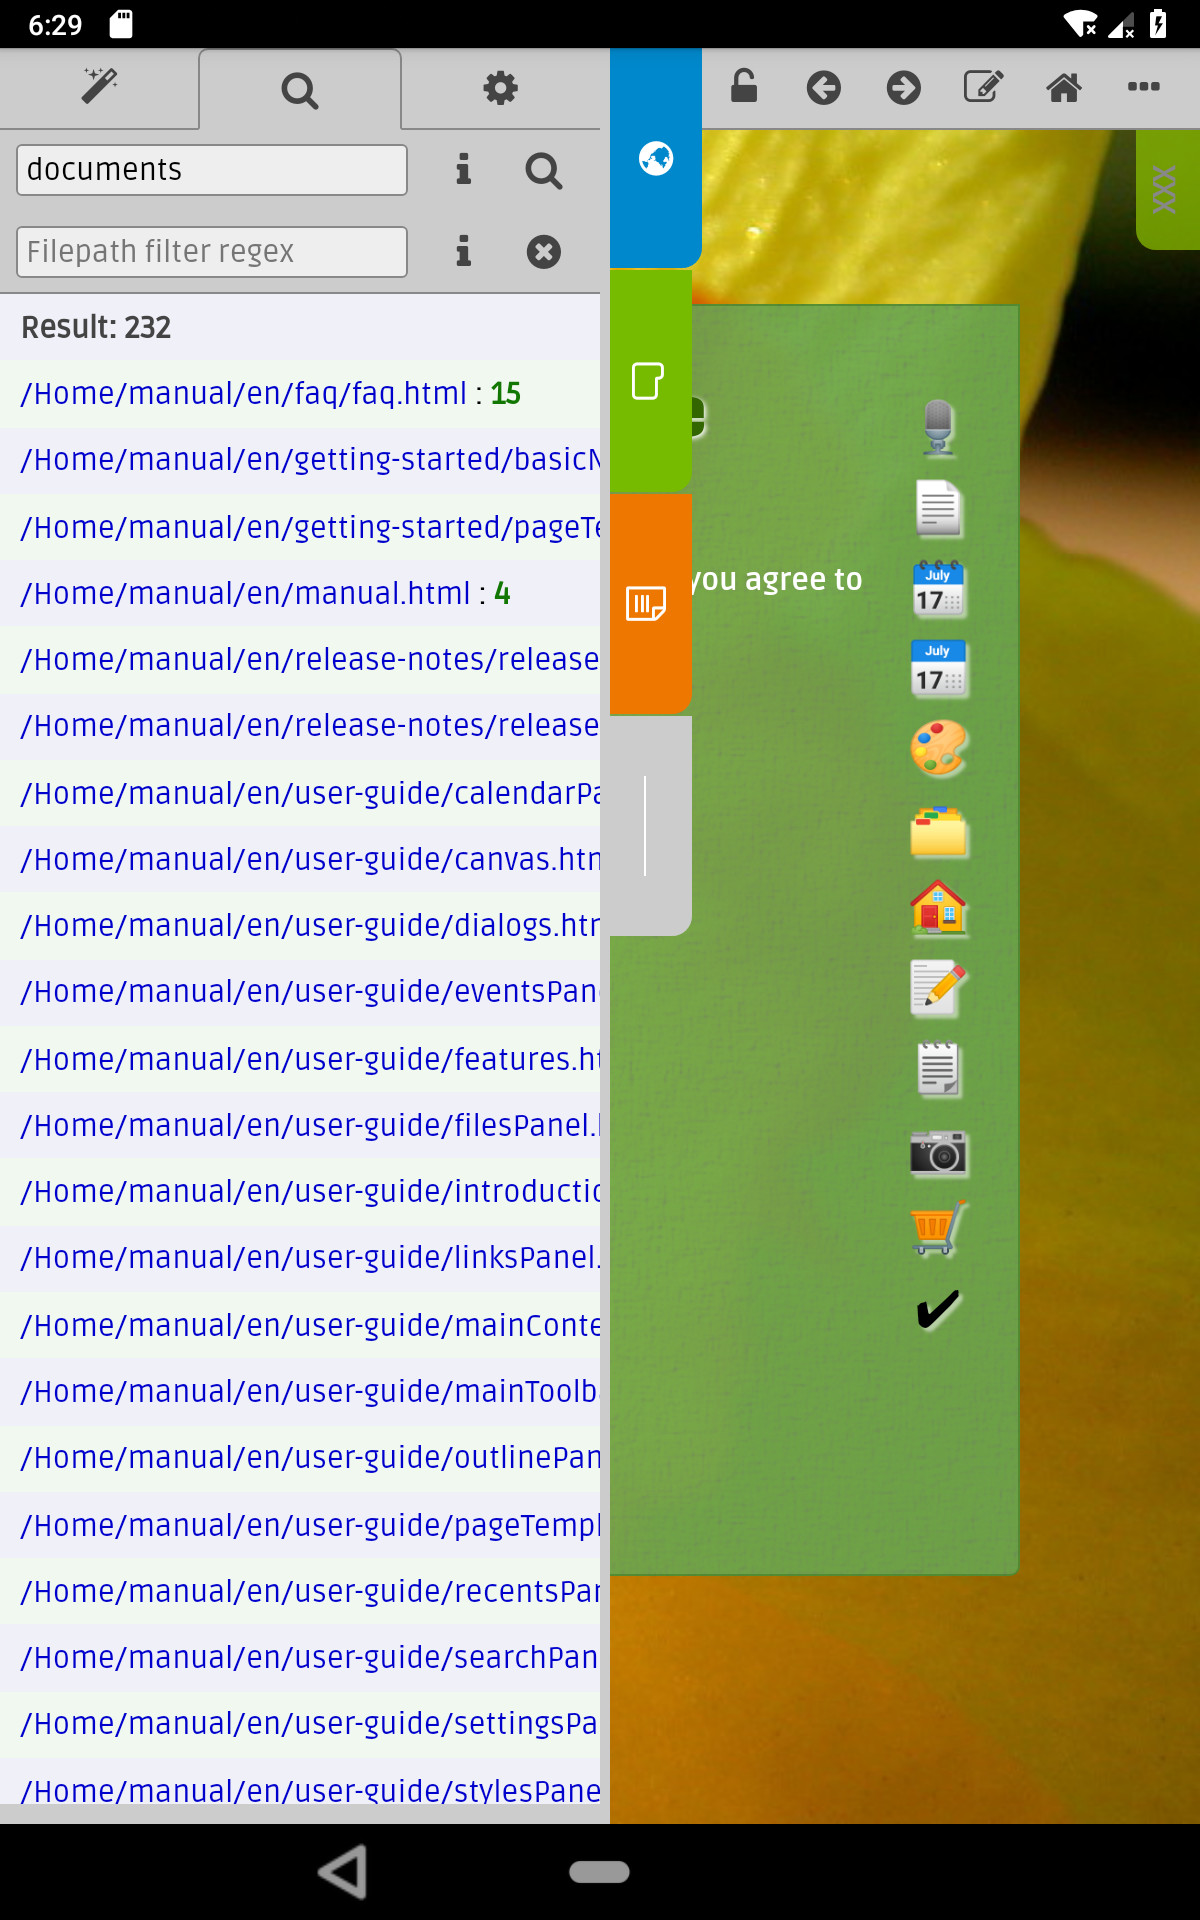 6:29
documents
Filepath filter regex
Result: 232
/Home/manual/en/faq/faq.html : 15
/Home/manual/en/getting-started/basicN
/Home/manual/en/getting-started/pageTe
/Home/manual/en/manual.html : 4
/Home/manual/en/release-notes/release
/Home/manual/en/release-notes/release
/Home/manual/en/user-guide/calendarPa
/Home/manual/en/user-guide/canvas.htm
/Home/manual/en/user-guide/dialogs.htm
/Home/manual/en/user-guide/eventsPane
/Home/manual/en/user-guide/features.ht
/Home/manual/en/user-guide/filesPanel.h
/Home/manual/en/user-guide/introductio
/Home/manual/en/user-guide/linksPanel.
/Home/manual/en/user-guide/mainConte
/Home/manual/en/user-guide/mainToolba
/Home/manual/en/user-guide/outlinePan
/Home/manual/en/user-guide/pageTempl
/Home/manual/en/user-guide/recentsPan
/Home/manual/en/user-guide/searchPan
/Home/manual/en/user-guide/settingsPa
/Home/manual/en/user-guide/stylesPane
you agree to
July
17
July
17